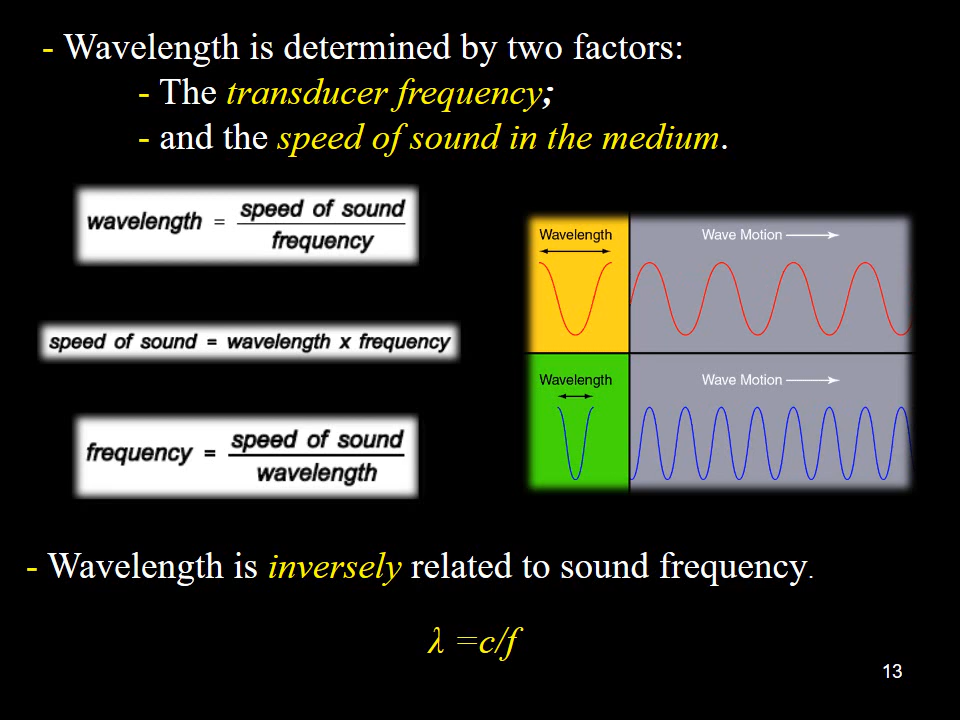 - Wavelength is determined by two factors:
- The transducer frequency;
- and the speed of sound in the medium.
wavelength = speed of sound
frequency
speed of sound = wavelength x frequency
frequency = speed of sound
wavelength
Wavelength
Wave Motion
Wavelength
Wave Motion
- Wavelength is inversely related to sound frequency.
λ =c/f
13